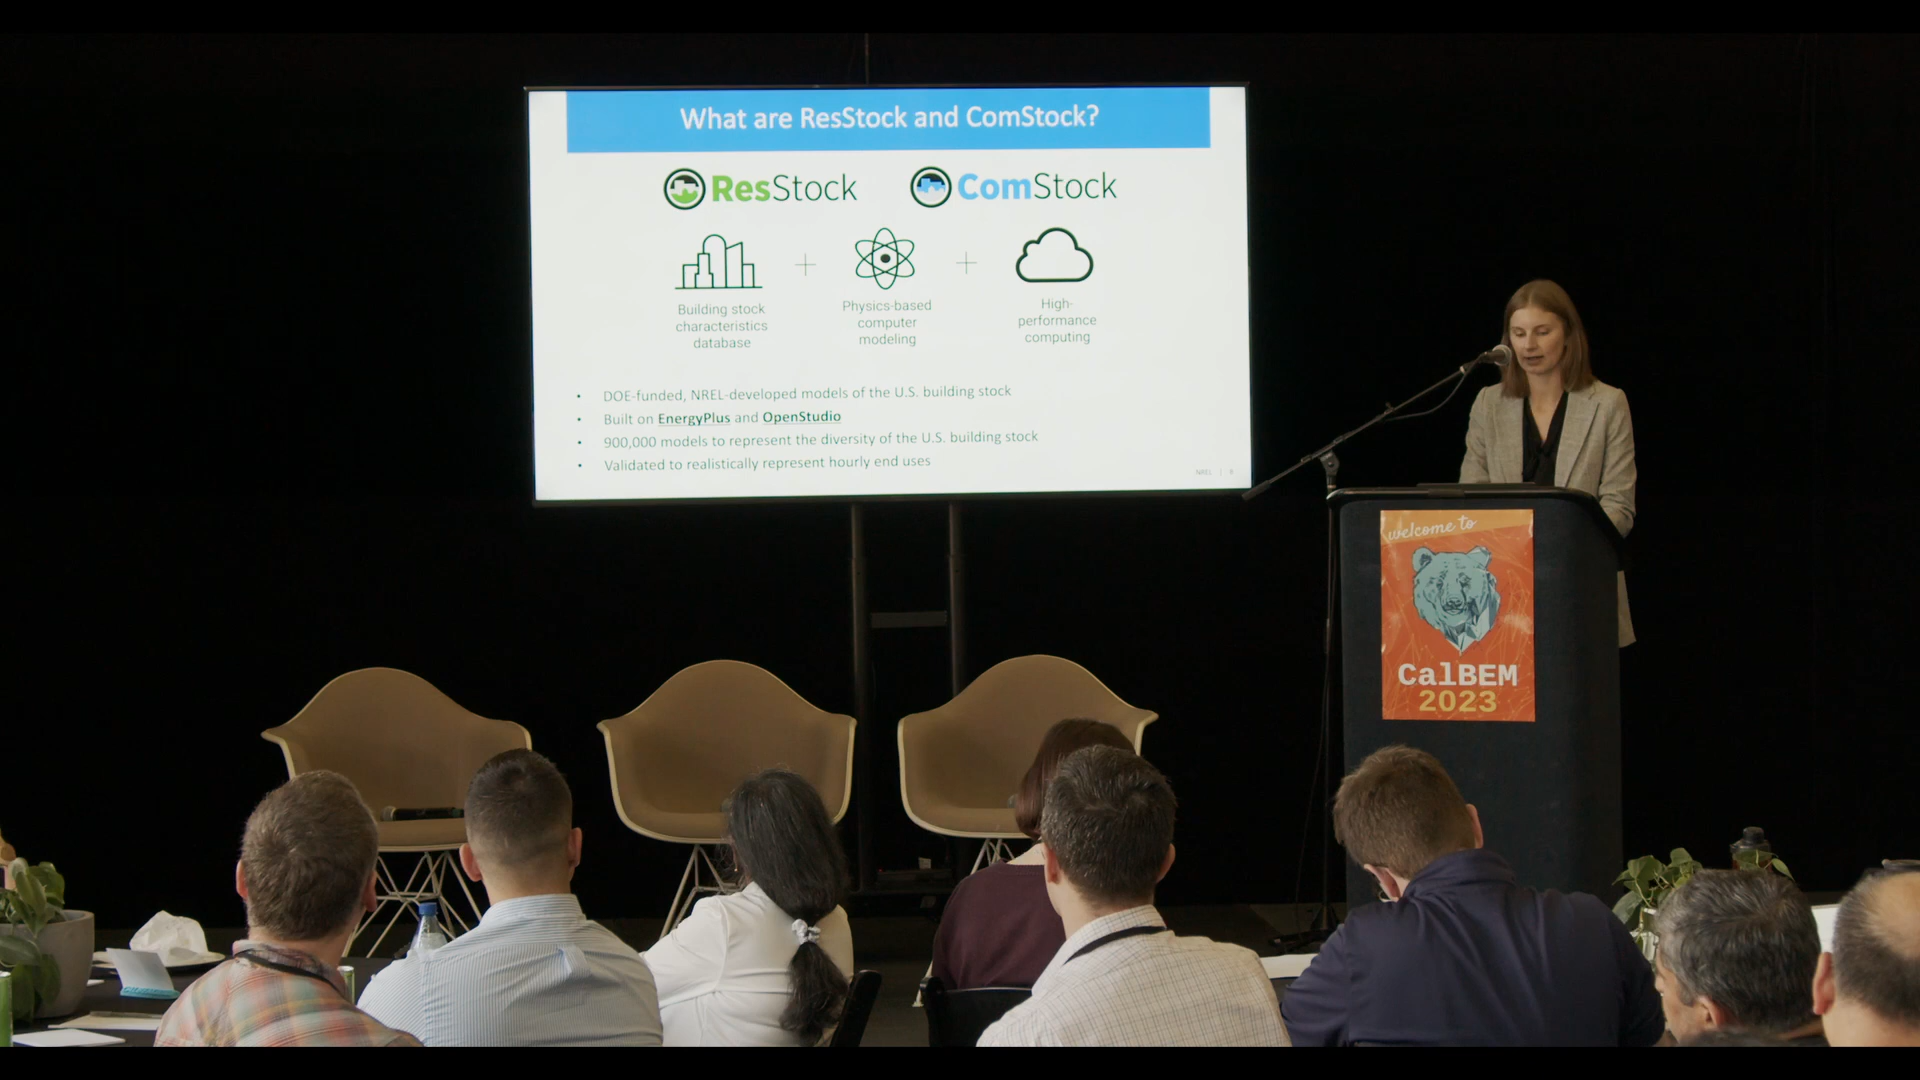 What are ResStock and ComStock?
ResStock
ComStock
Building stock
characteristics
database
+
Physics-based
computer
modeling
+
High-
performance
computing
• DOE-funded, NREL-developed models of the U.S. building stock
• Built on EnergyPlus and OpenStudio
• 900,000 models to represent the diversity of the U.S. building stock
• Validated to realistically represent hourly end uses
NREL | 8
welcome to
CalBEM
2023